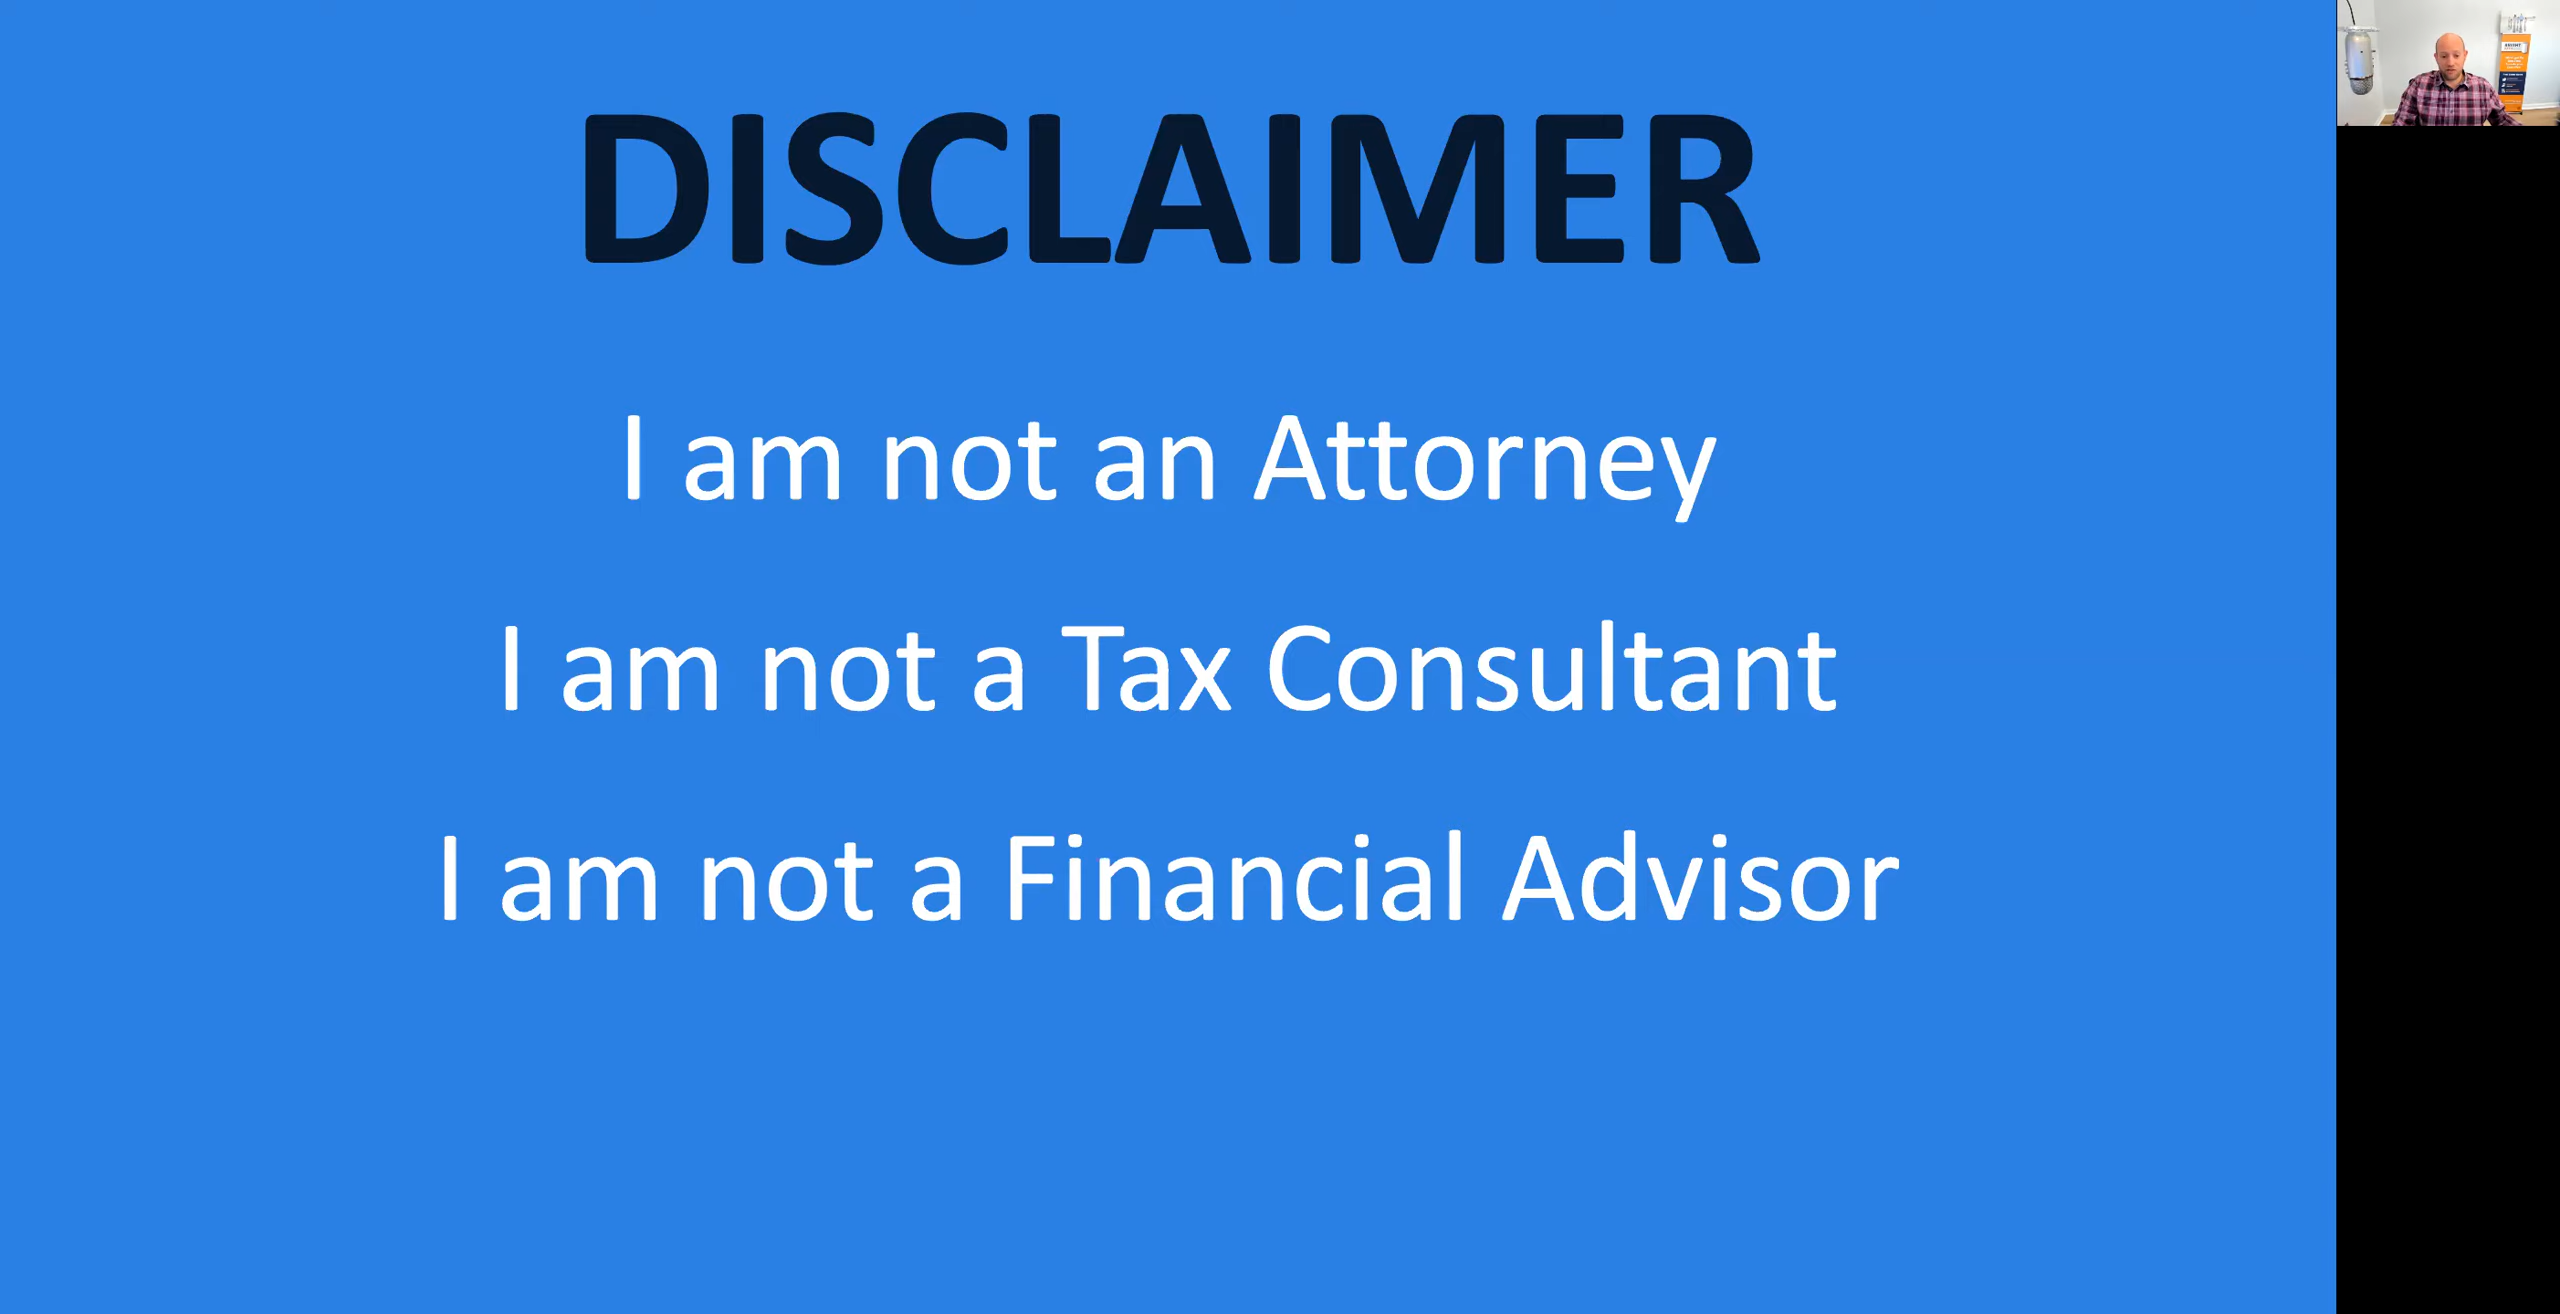 DISCLAIMER
I am not an Attorney
I am not a Tax Consultant
I am not a Financial Advisor